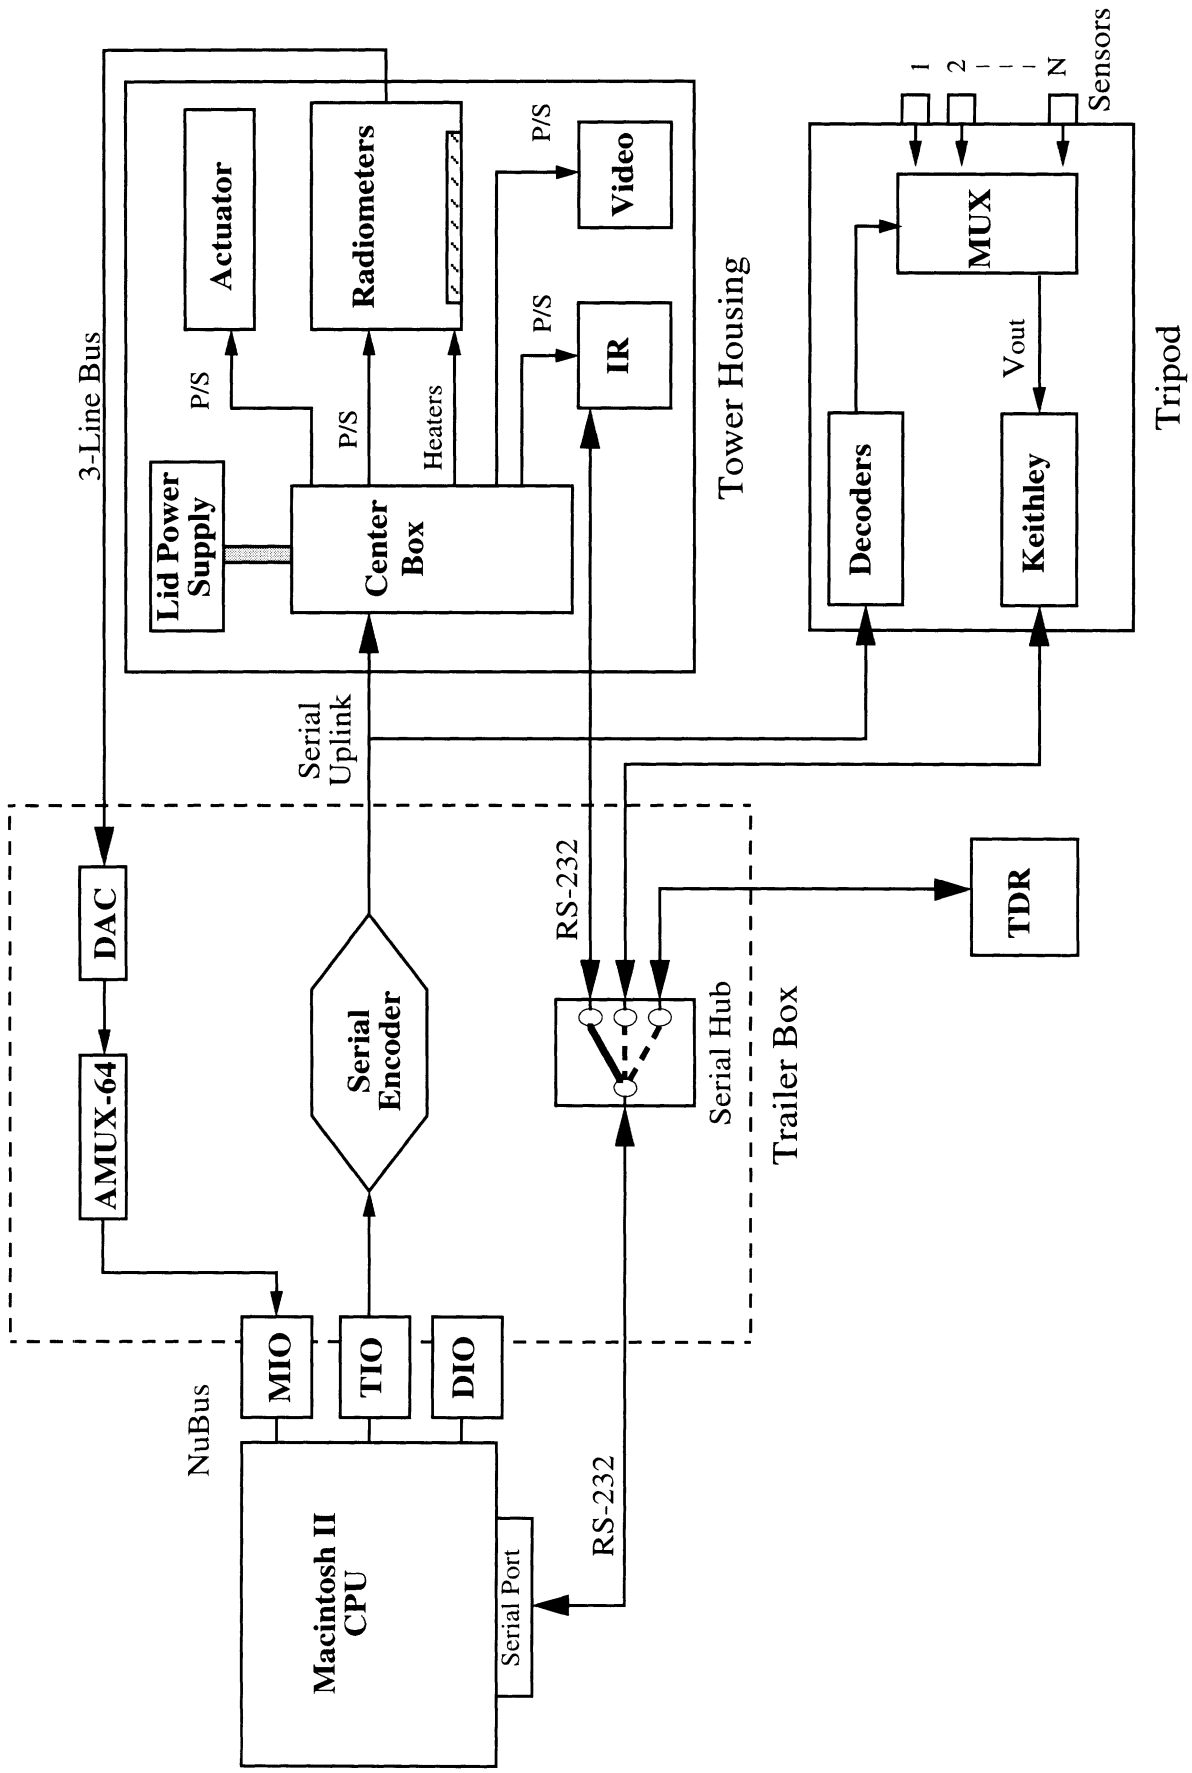 3-Line Bus
Lid Power
Supply
Actuator
P/S
Radiometers
P/S
Heaters
Center
Box
P/S
Video
P/S
IR
Tower Housing
Serial
Uplink
DAC
AMUX-64
Serial
Encoder
NuBus
MIO
TIO
DIO
Macintosh II
CPU
Serial Port
RS-232
RS-232
Serial Hub
Trailer Box
TDR
Decoders
Keithley
Vout
MUX
1
2
N
Sensors
Tripod